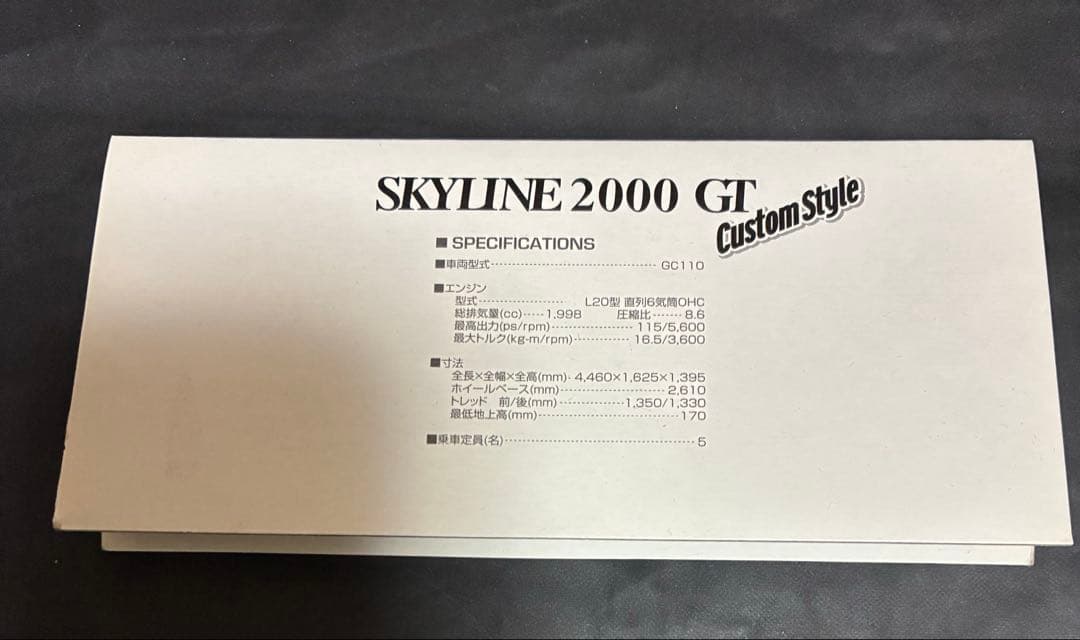 SKYLINE 2000 GT
Custom Style
■ SPECIFICATIONS
■車両型式 GC110
■エンジン
型式 L20型 直列6気筒OHC
総排気量(cc) 1,998 圧縮比 8.6
最高出力(ps/rpm) 115/5,600
最大トルク(kg-m/rpm) 16.5/3,600
■寸法
全長×全幅×全高(mm) 4,460×1,625×1,395
ホイールベース(mm) 2,610
トレッド 前/後(mm) 1,350/1,330
最低地上高(mm) 170
■乗車定員(名) 5